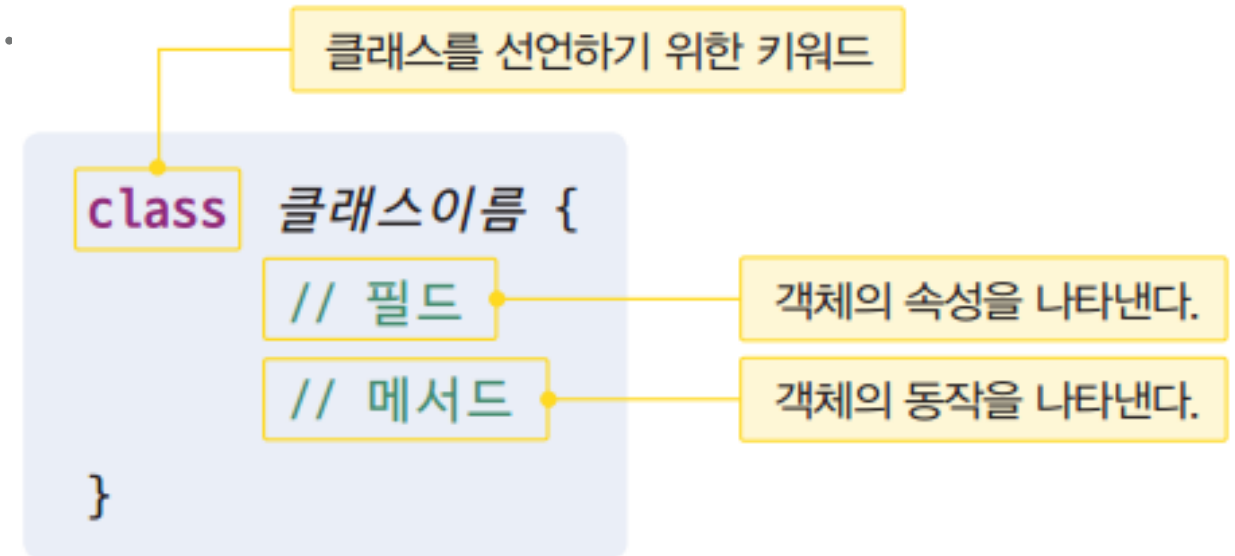 클래스를 선언하기 위한 키워드
class 클래스이름 {
// 필드
객체의 속성을 나타낸다.
// 메서드
객체의 동작을 나타낸다.
}